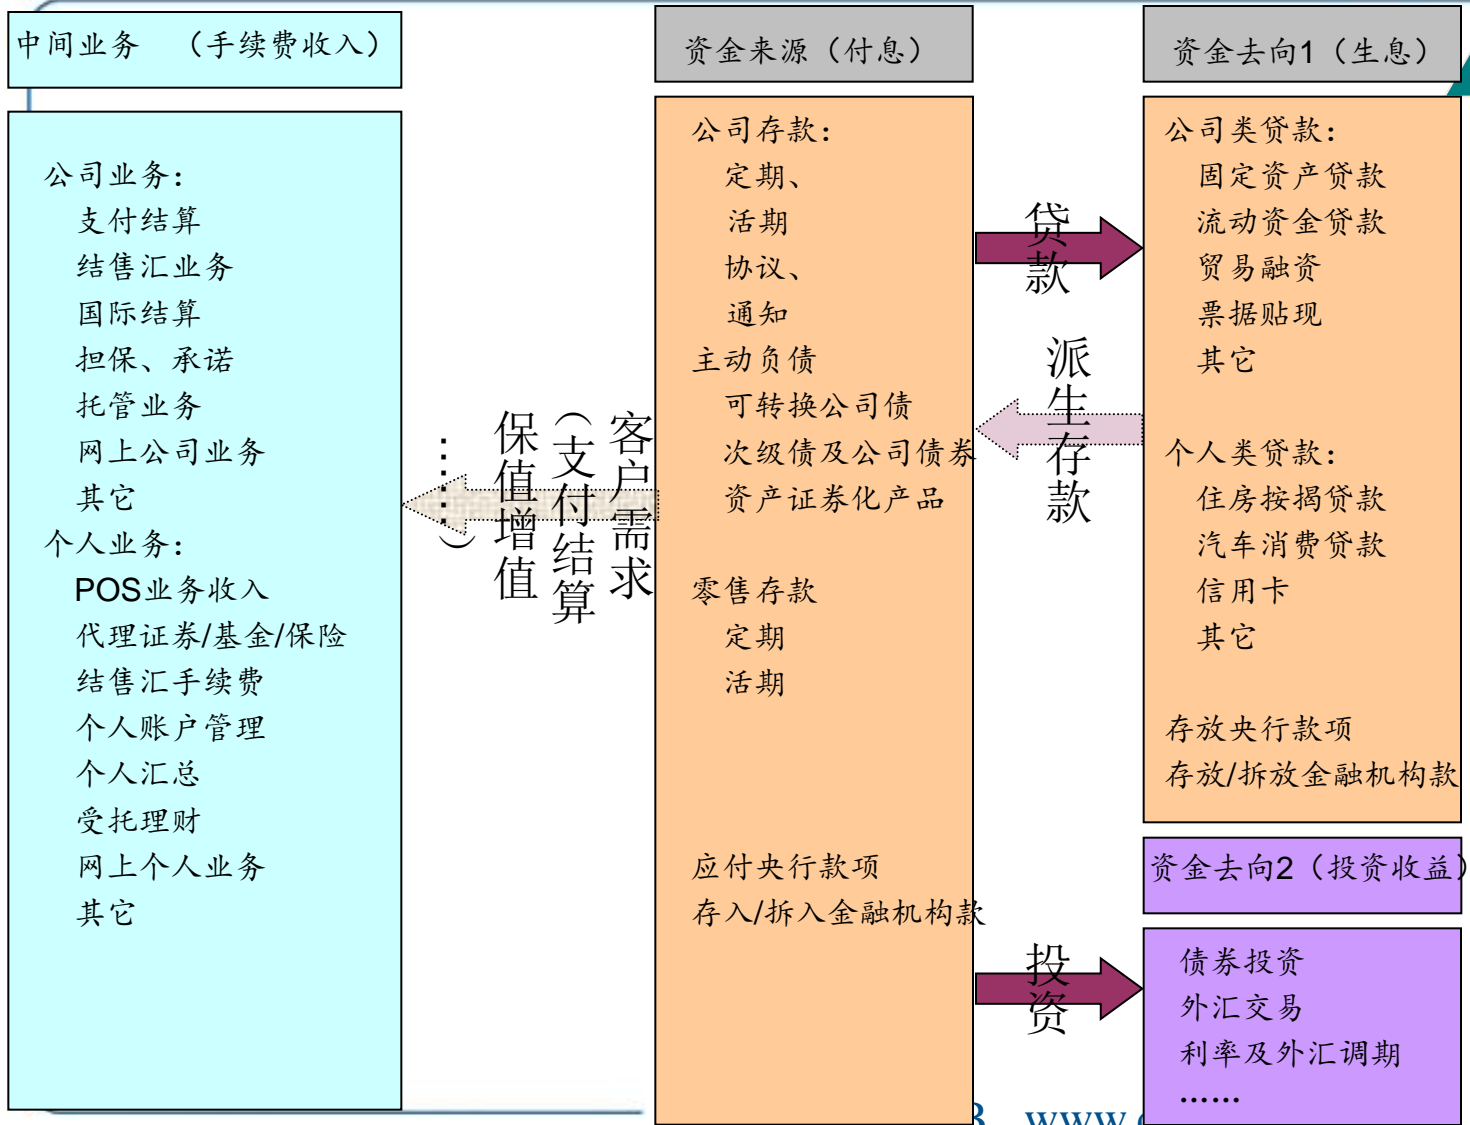 中间业务 （手续费收入）
公司业务：
支付结算
结售汇业务
国际结算
担保、承诺
托管业务
网上公司业务
其它
个人业务：
POS业务收入
代理证券/基金/保险
结售汇手续费
个人账户管理
个人汇总
受托理财
网上个人业务
其它
客户需求
（支付结算
保值增值
……）
资金来源（付息）
公司存款：
定期、
活期
协议、
通知
主动负债
可转换公司债
次级债及公司债券
资产证券化产品
零售存款
定期
活期
应付央行款项
存入/拆入金融机构款
贷款
派生存款
投资
资金去向1（生息）
公司类贷款：
固定资产贷款
流动资金贷款
贸易融资
票据贴现
其它
个人类贷款：
住房按揭贷款
汽车消费贷款
信用卡
其它
存放央行款项
存放/拆放金融机构款
资金去向2（投资收益）
债券投资
外汇交易
利率及外汇调期
……
www.